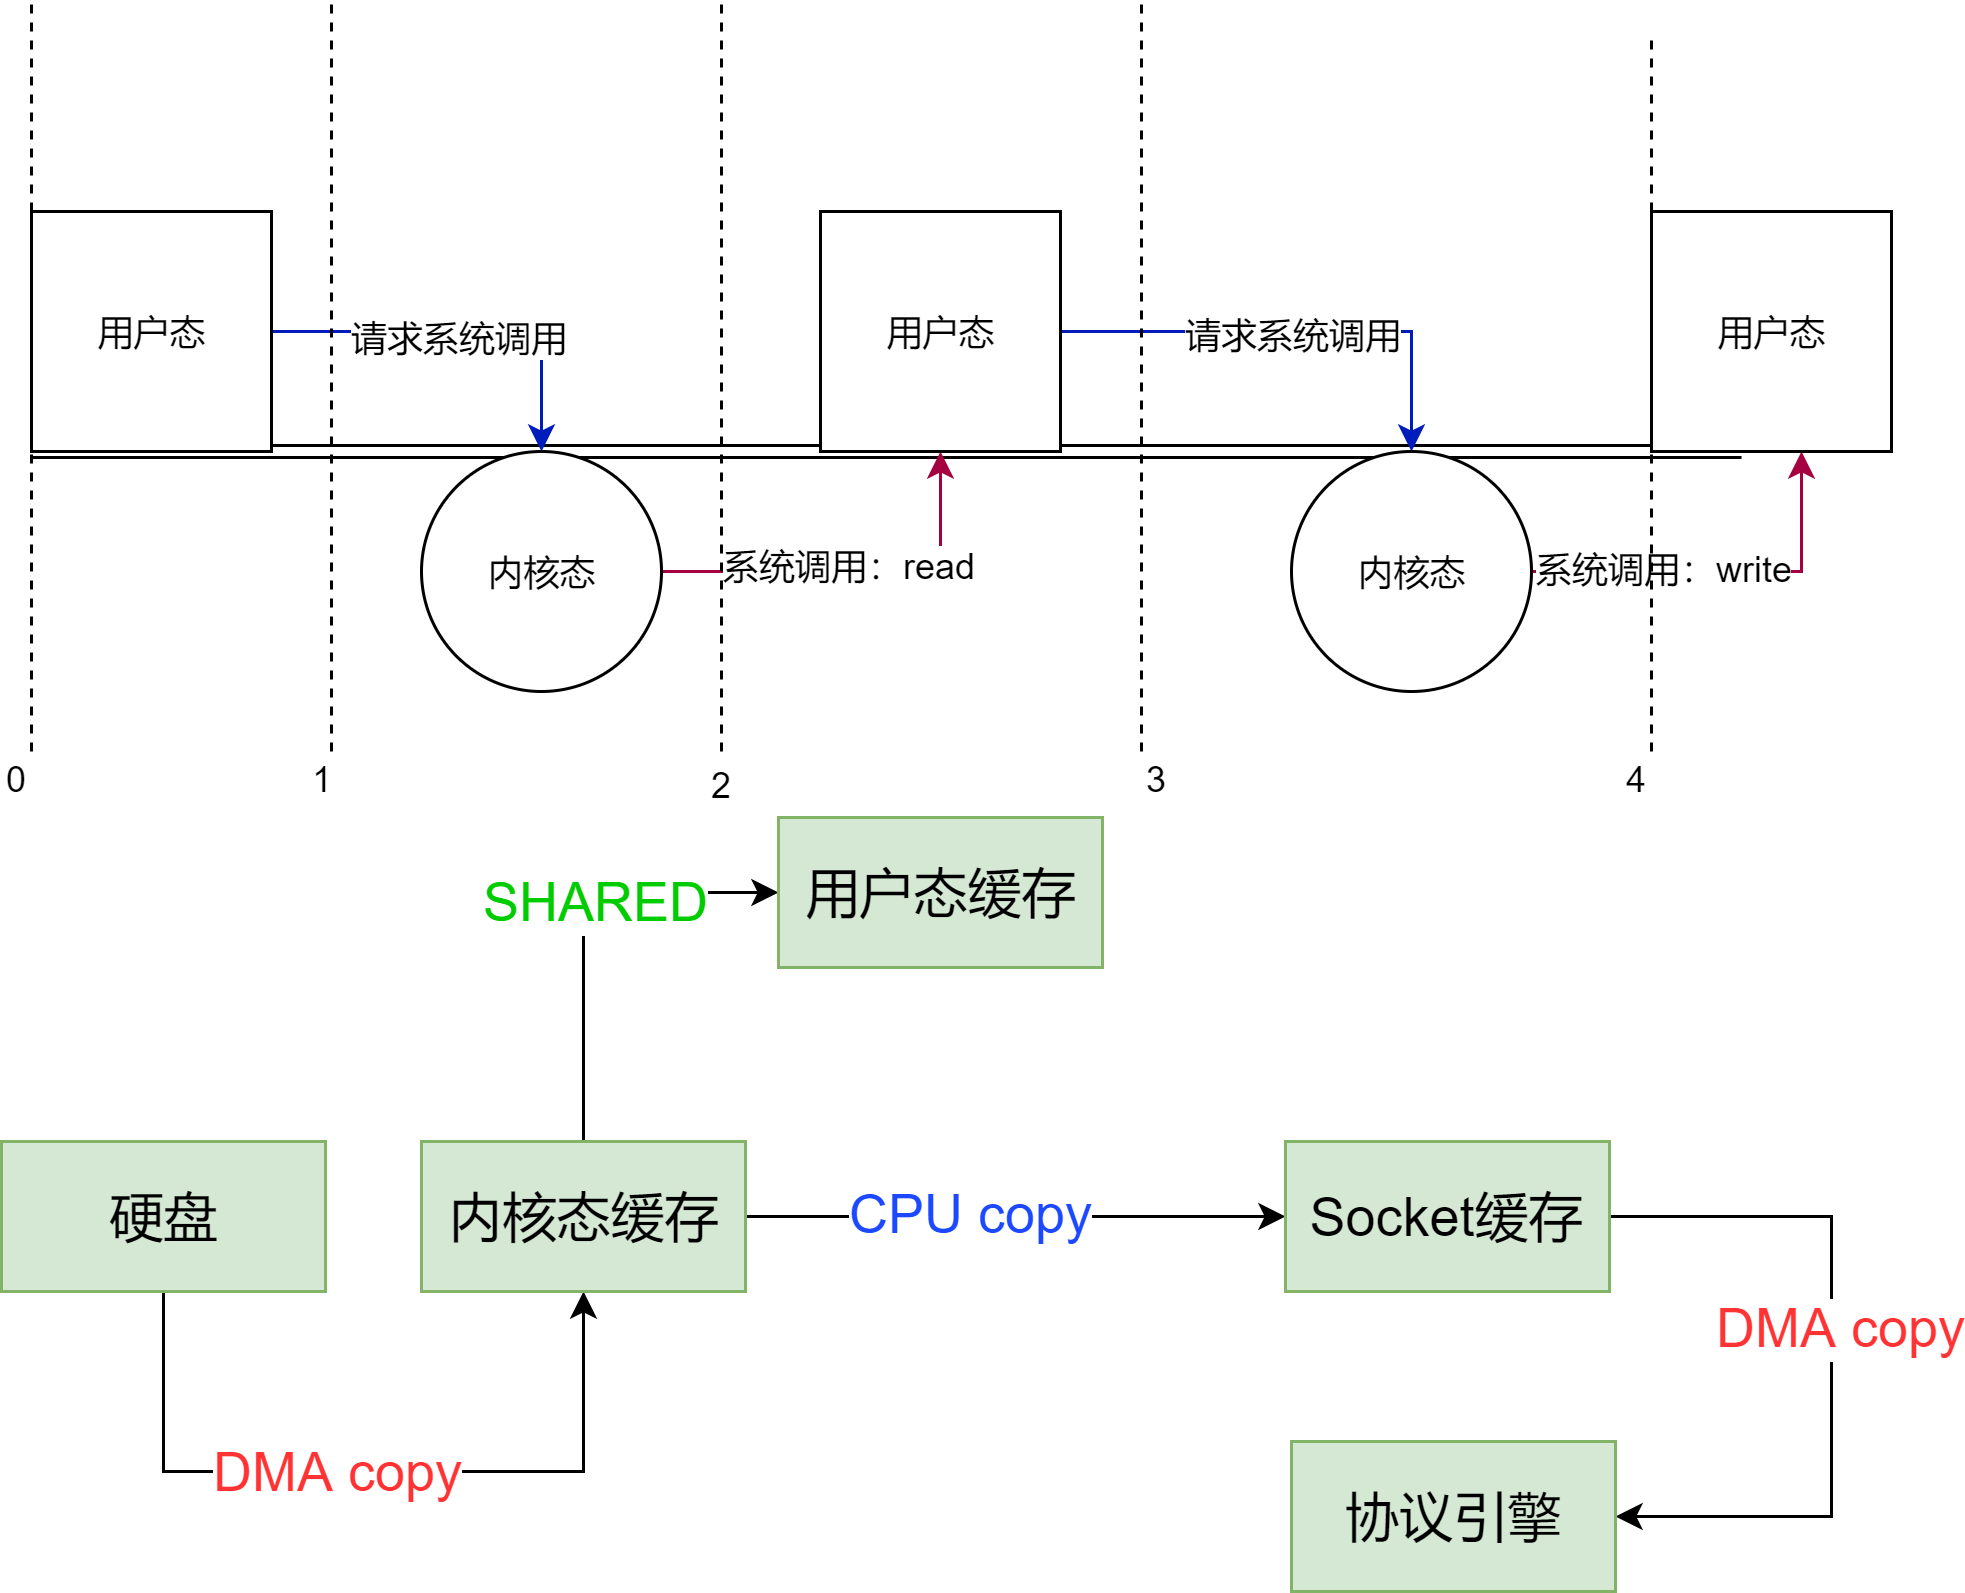 用户态
请求系统调用
用户态
请求系统调用
用户态
内核态
系统调用：read
内核态
系统调用：write
0
1
2
3
4
用户态缓存
SHARED
硬盘
内核态缓存
CPU copy
Socket缓存
DMA copy
DMA copy
协议引擎